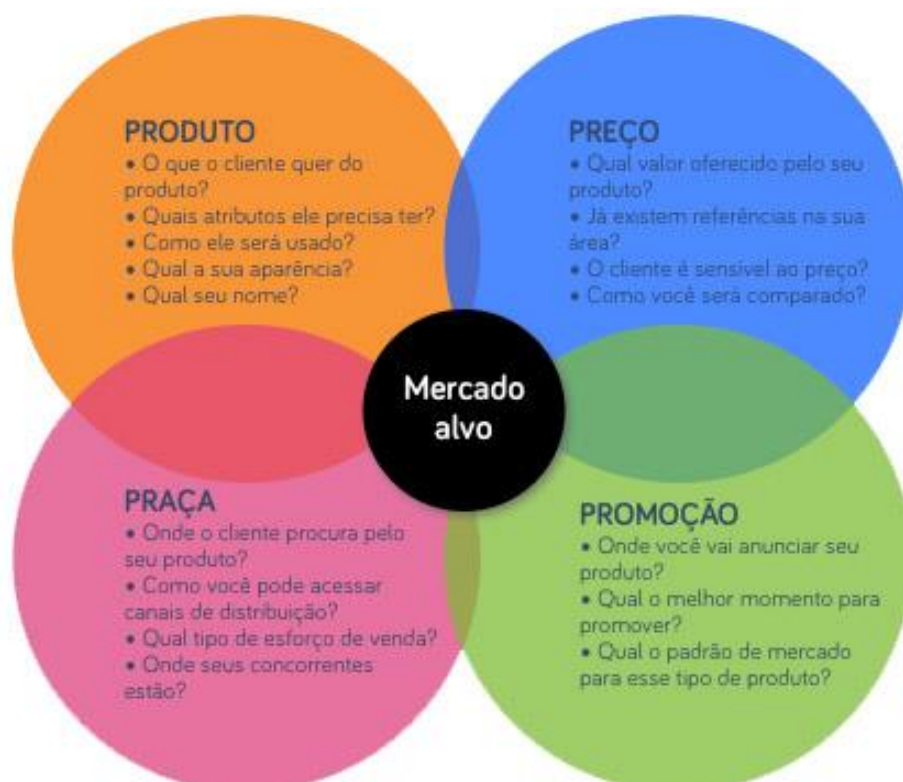 PRODUTO
• O que o cliente quer do
produto?
• Quais atributos ele precisa ter?
• Como ele será usado?
• Qual a sua aparência?
• Qual seu nome?
PREÇO
• Qual valor oferecido pelo seu
produto?
• Já existem referências na sua
área?
• O cliente é sensível ao preço?
• Como você será comparado?
Mercado
alvo
PRAÇA
• Onde o cliente procura pelo
seu produto?
• Como você pode acessar
canais de distribuição?
• Qual tipo de esforço de venda?
• Onde seus concorrentes
estão?
PROMOÇÃO
• Onde você vai anunciar seu
produto?
• Qual o melhor momento para
promover?
• Qual o padrão de mercado
para esse tipo de produto?